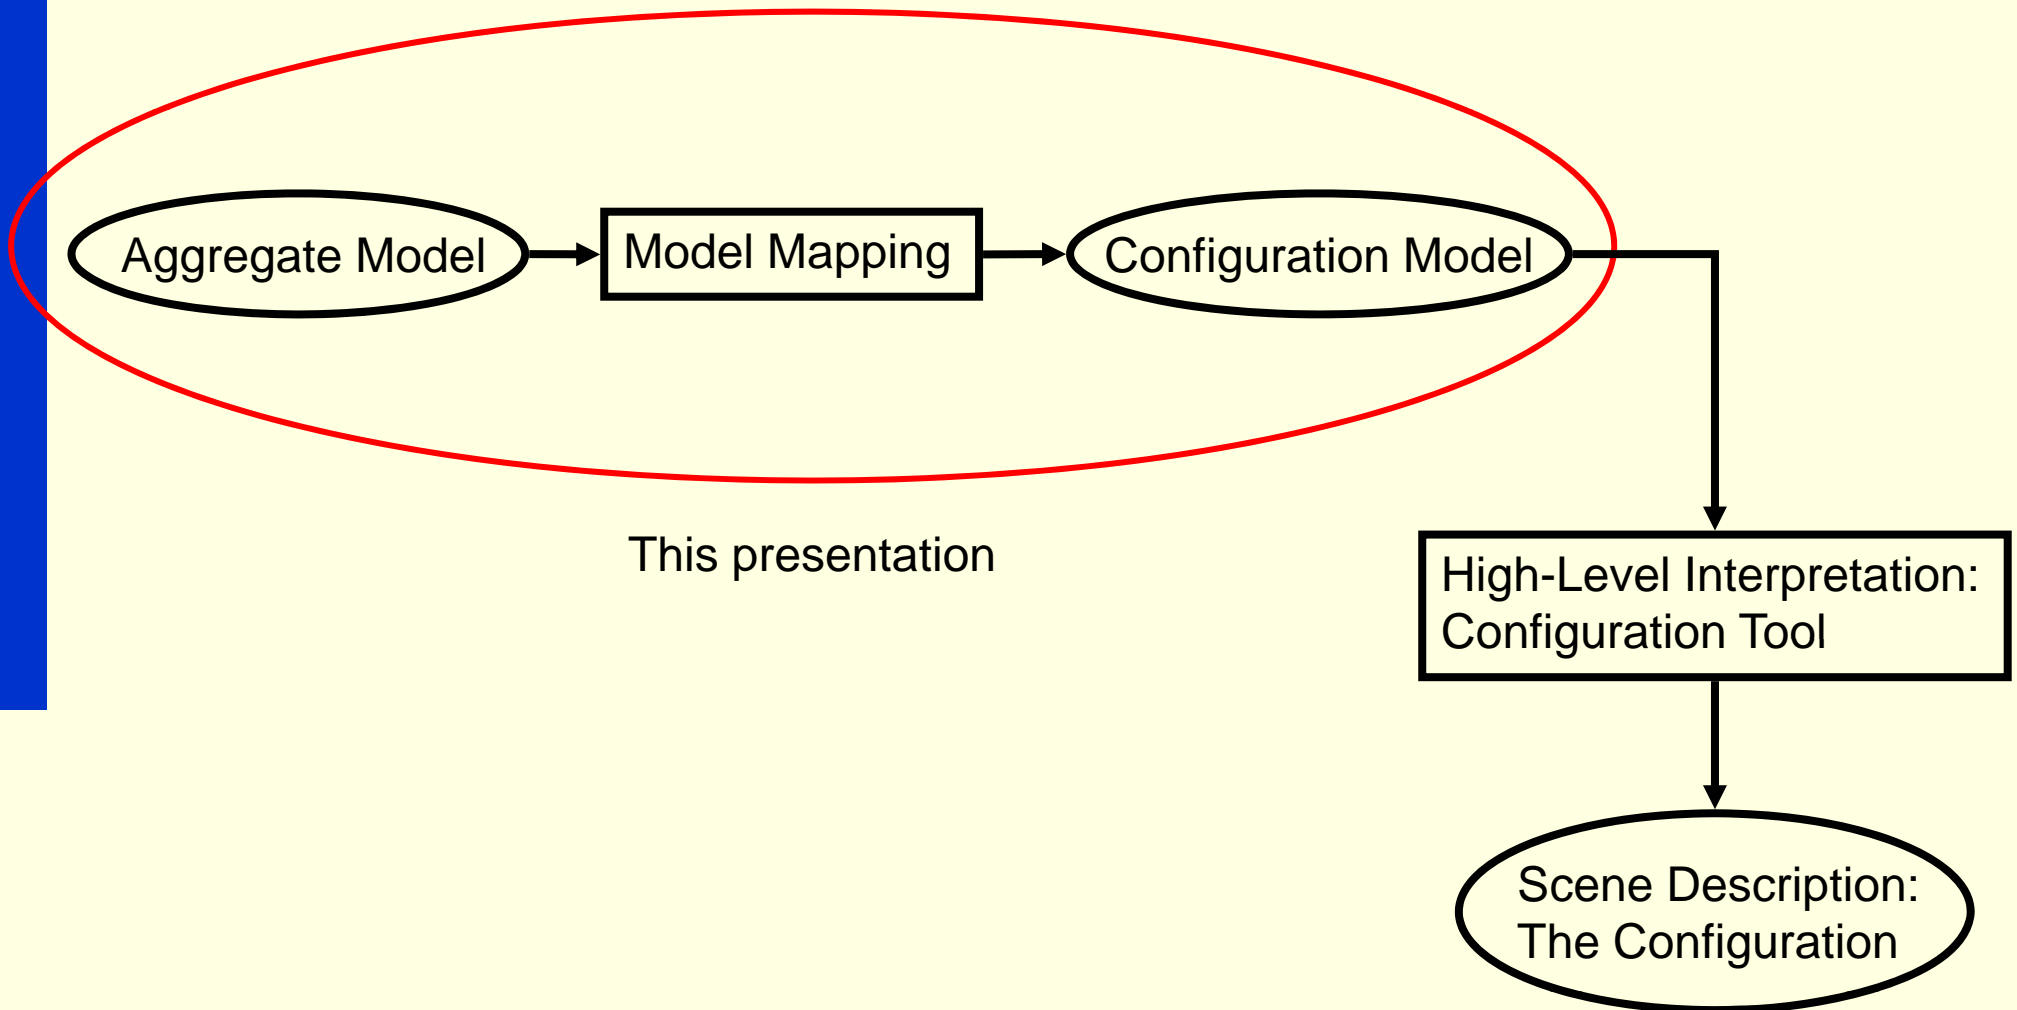 Aggregate Model
Model Mapping
Configuration Model
This presentation
High-Level Interpretation:
Configuration Tool
Scene Description:
The Configuration